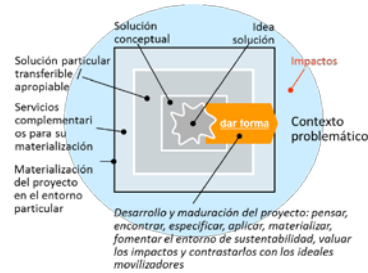 Solución
conceptual
Idea
solución
Solución particular
transferible /
apropiable
Impactos
Servicios
complementari
os para su
materialización
dar forma
Contexto
problemático
Materialización
del proyecto
en el entorno
particular
Desarrollo y maduración del proyecto: pensar,
encontrar, especificar, aplicar, materializar,
fomentar el entorno de sustentabilidad, valuar
los impactos y contrastarlos con los ideales
movilizadores